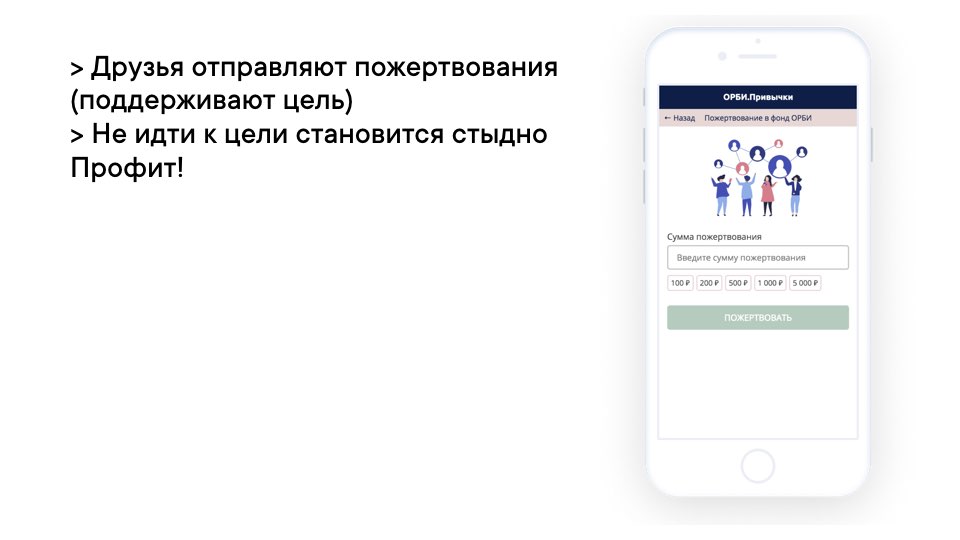 > Друзья отправляют пожертвования
(поддерживают цель)
> Не идти к цели становится стыдно
Профит!
ОРБИ.Привычки
← Назад Пожертвование в фонд ОРБИ
Сумма пожертвования
Введите сумму пожертвования
100 ₽ 200 ₽ 500 ₽ 1 000 ₽ 5 000 ₽
ПОЖЕРТВОВАТЬ